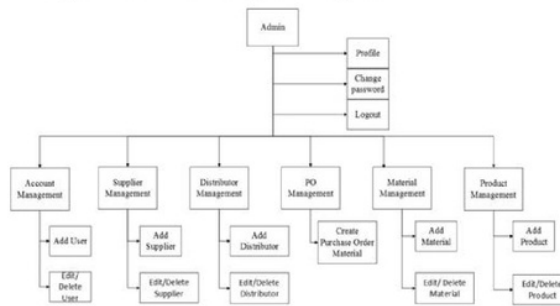 Admin
Profile
Change
password
Logout
Account
Management
Supplier
Management
Distributor
Management
PO
Management
Material
Management
Product
Management
Add User
Edit/
Delete
User
Add
Supplier
Edit/Delete
Supplier
Add
Distributor
Edit/Delete
Distributor
Create
Purchase Order
Material
Add
Material
Edit/ Delete
Material
Add
Product
Edit/Delete
Product